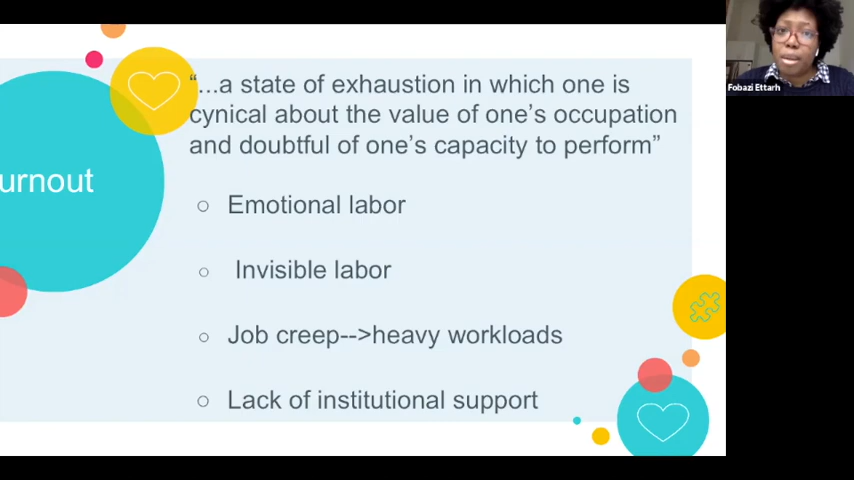 “...a state of exhaustion in which one is
cynical about the value of one’s occupation
and doubtful of one’s capacity to perform”
urnout
○ Emotional labor
○ Invisible labor
○ Job creep-->heavy workloads
○ Lack of institutional support
Fobazi Ettarh